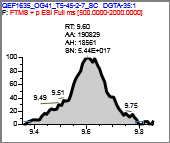 QEF1635_OG41_T5-45-2-7_SC DGTA-35:1
F: FTMS + p ESI Full ms [500.0000-2000.0000]
RT: 9.60
AA: 190829
AH: 18561
SN: 5.44E+017
100
80
60
40
20
0
9.49
9.51
9.75
9.4 9.6 9.8